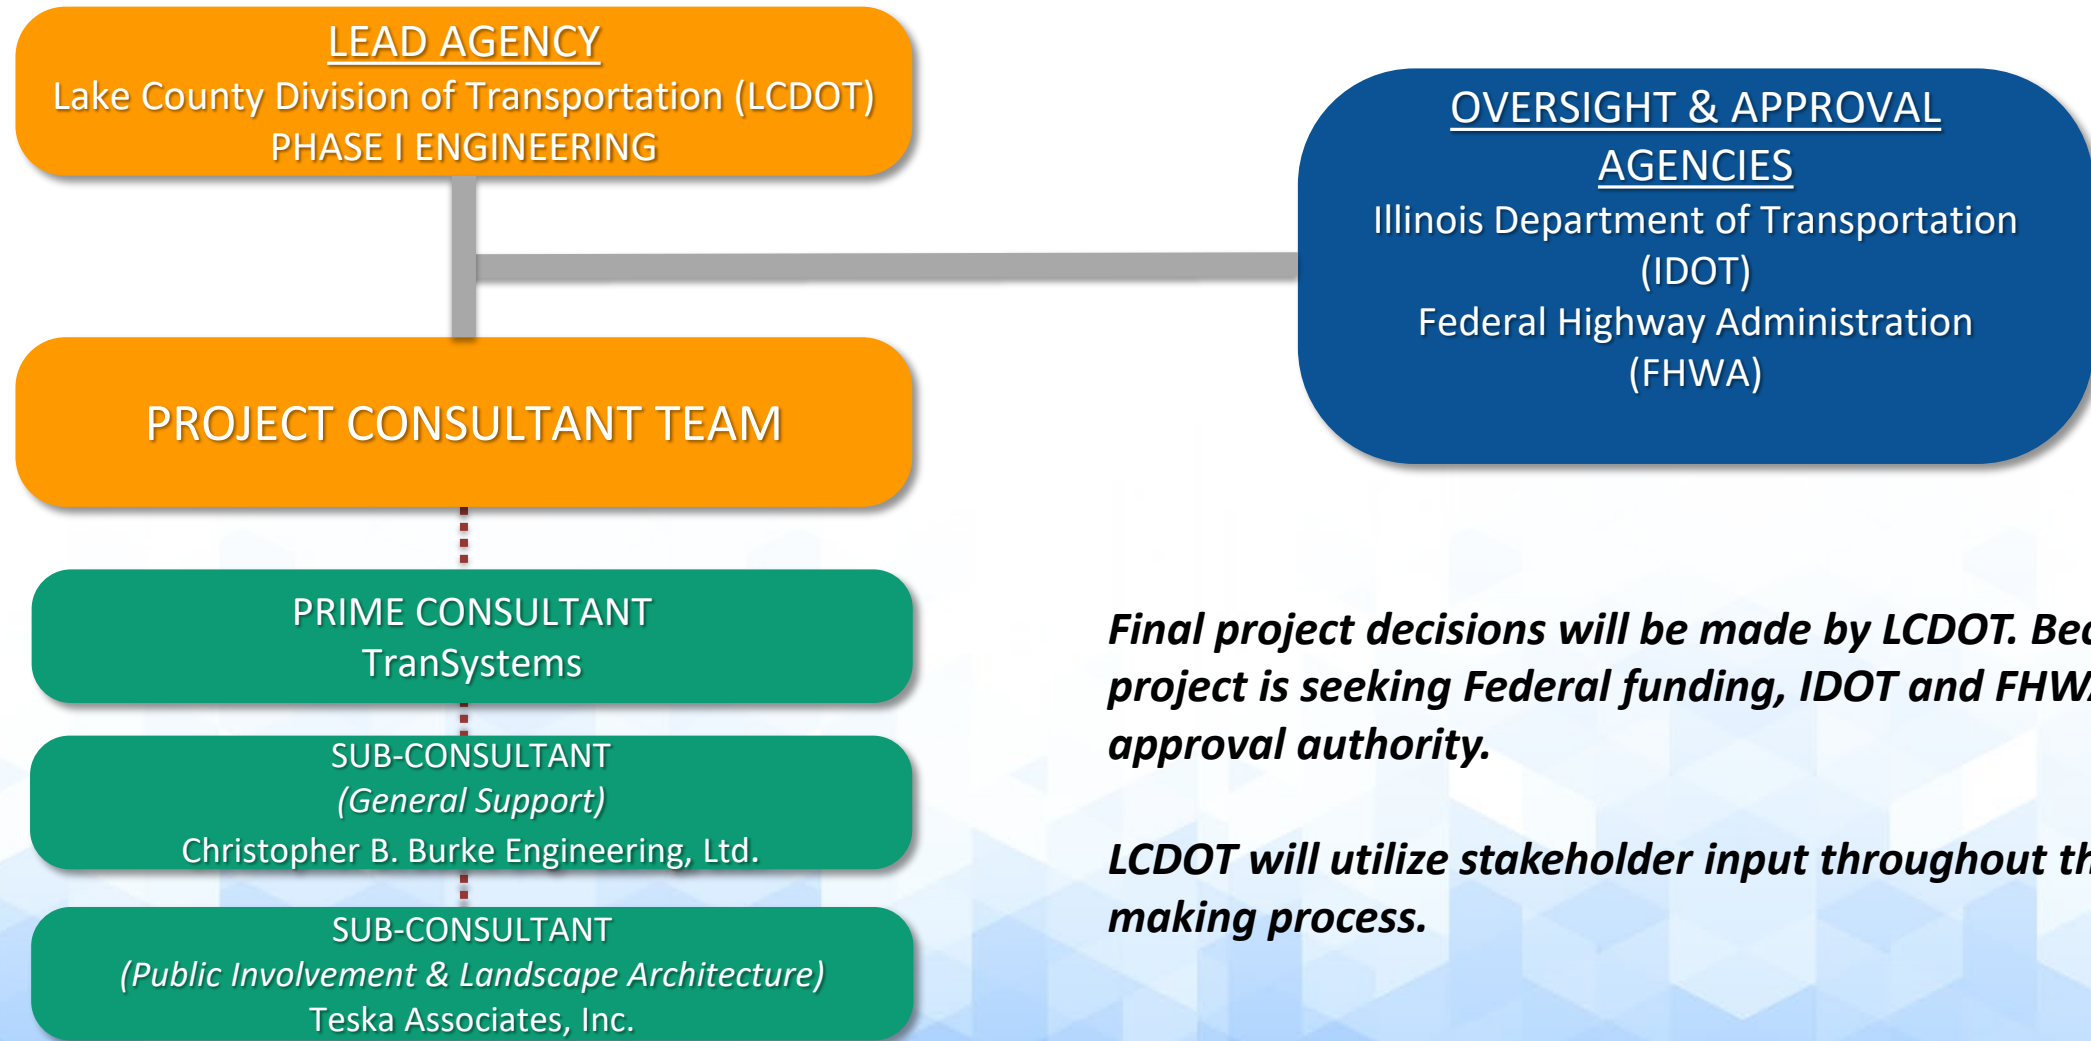 LEAD AGENCY
Lake County Division of Transportation (LCDOT)
PHASE I ENGINEERING
OVERSIGHT & APPROVAL
AGENCIES
Illinois Department of Transportation
(IDOT)
Federal Highway Administration
(FHWA)
PROJECT CONSULTANT TEAM
PRIME CONSULTANT
TranSystems
SUB-CONSULTANT
(General Support)
Christopher B. Burke Engineering, Ltd.
SUB-CONSULTANT
(Public Involvement & Landscape Architecture)
Teska Associates, Inc.
Final project decisions will be made by LCDOT.
project is seeking Federal funding, IDOT and
approval authority.
LCDOT will utilize stakeholder input throughout
making process.